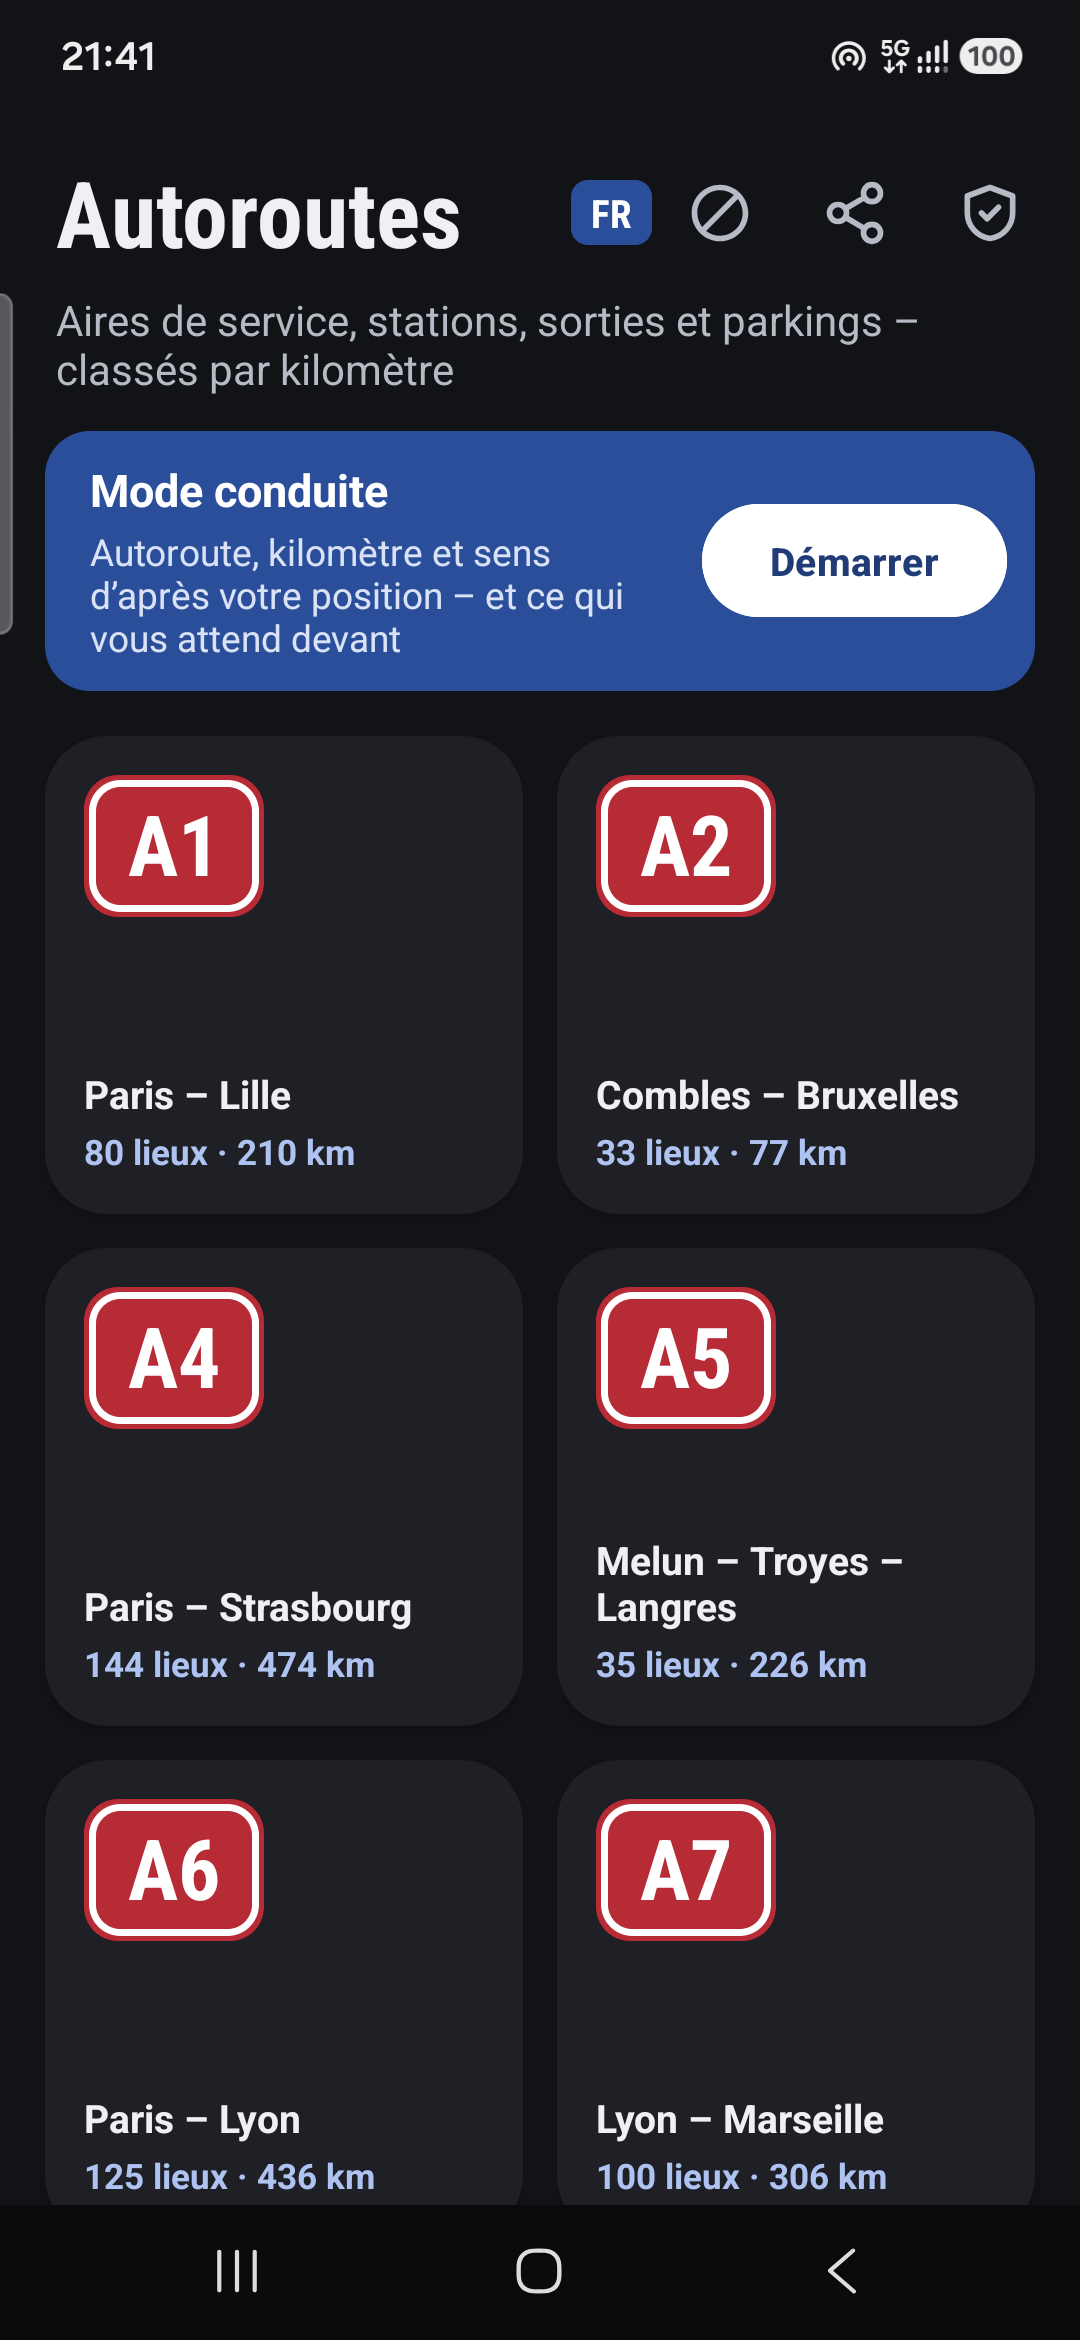 21:41
5G
100
Autoroutes
FR
Aires de service, stations, sorties et parkings –
classés par kilomètre
Mode conduite
Autoroute, kilomètre et sens
d’après votre position – et ce qui
vous attend devant
Démarrer
A1
Paris – Lille
80 lieux · 210 km
A2
Combles – Bruxelles
33 lieux · 77 km
A4
Paris – Strasbourg
144 lieux · 474 km
A5
Melun – Troyes –
Langres
35 lieux · 226 km
A6
Paris – Lyon
125 lieux · 436 km
A7
Lyon – Marseille
100 lieux · 306 km